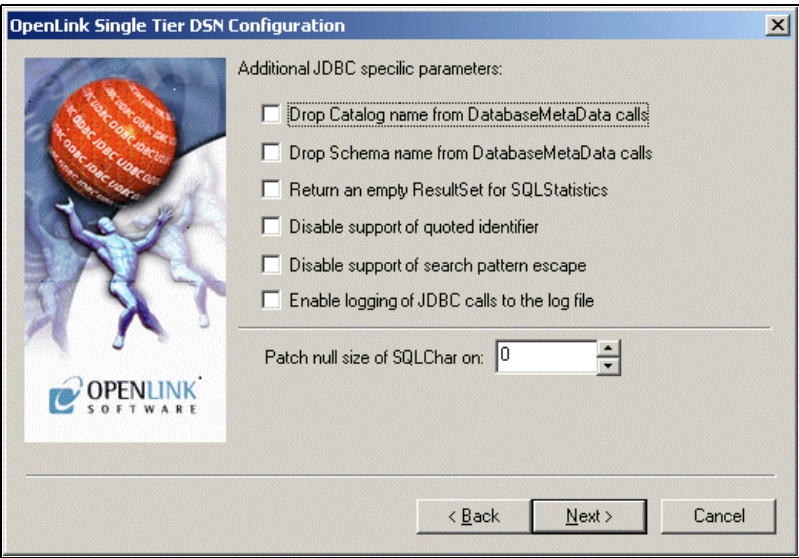 OpenLink Single Tier DSN Configuration
Additional JDBC specific parameters:
Drop Catalog name from DatabaseMetaData calls
Drop Schema name from DatabaseMetaData calls
Return an empty ResultSet for SQLStatistics
Disable support of quoted identifier
Disable support of search pattern escape
Enable logging of JDBC calls to the log file
Patch null size of SQLChar on: 0
OPENLINK
SOFTWARE
< Back Next > Cancel